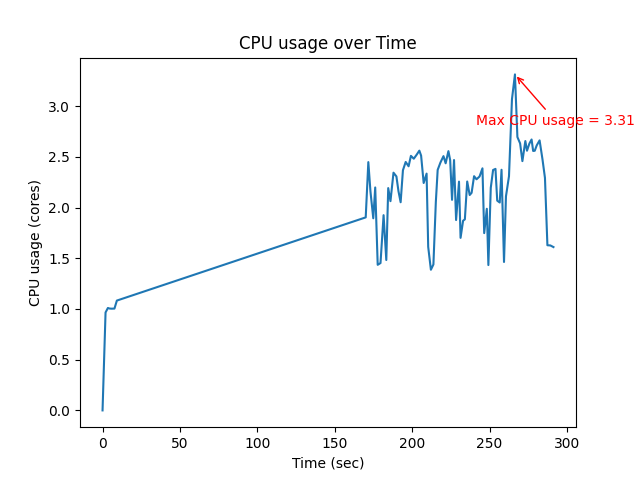 CPU usage over Time
Max CPU usage = 3.31
CPU usage (cores)
3.0
2.5
2.0
1.5
1.0
0.5
0.0
0 50 100 150 200 250 300
Time (sec)